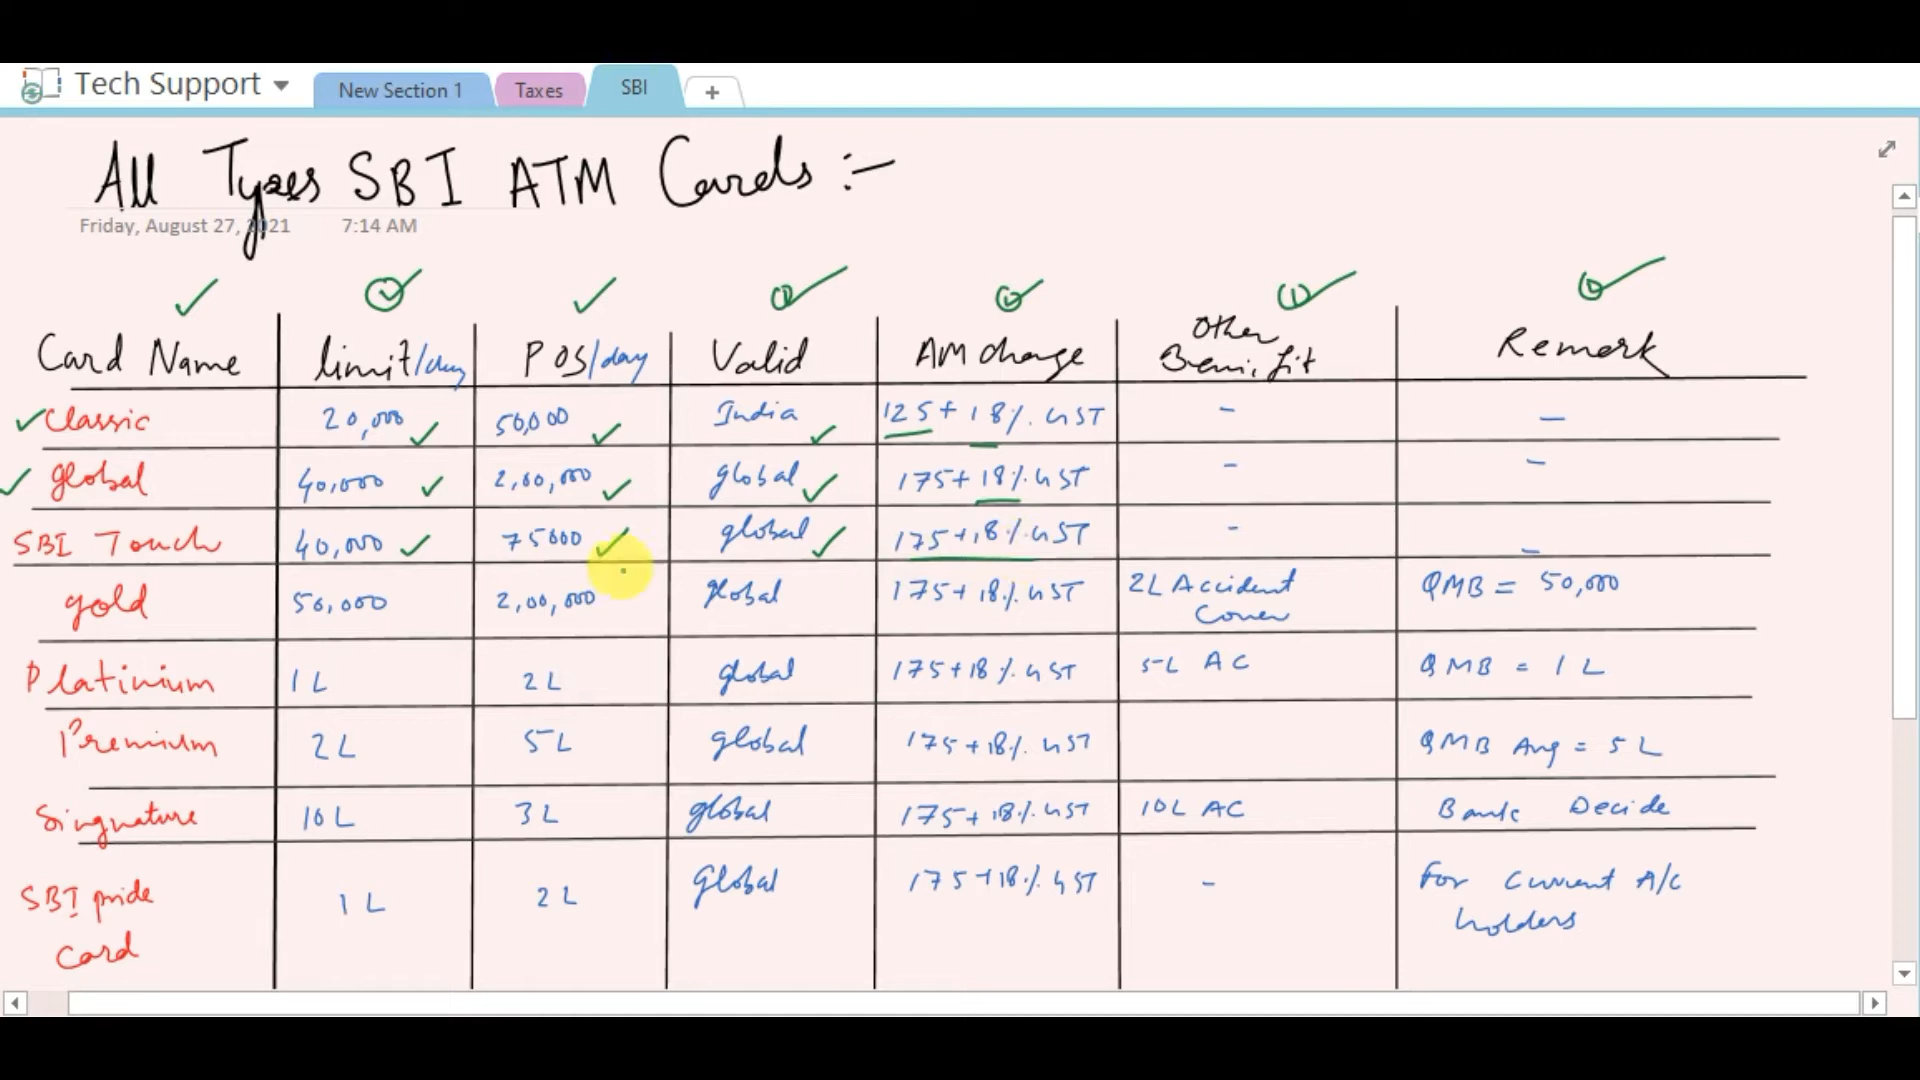 Tech Support New Section 1 Taxes SBI +
All Types SBI ATM Cards :-
Friday, August 27, 2021 7:14 AM
Card Name limit/day POS/day Valid AM charge Other Benifit Remark
Classic 20,000 50,000 India 125+18%.GST - -
global 40,000 2,00,000 global 175+18%.GST - -
SBI Touch 40,000 75000 global 175+18%.GST - -
gold 50,000 2,00,000 global 175+18%.GST 2L Accident Cover QMB = 50,000
Platinium 1L 2L global 175+18%.GST 5L AC QMB = 1L
Premium 2L 5L global 175+18%.GST QMB Avg = 5L
Singnature 10L 3L global 175+18%.GST 10L AC Bank Decide
SBI pride card 1L 2L Global 175+18%.GST - For Current A/c holders